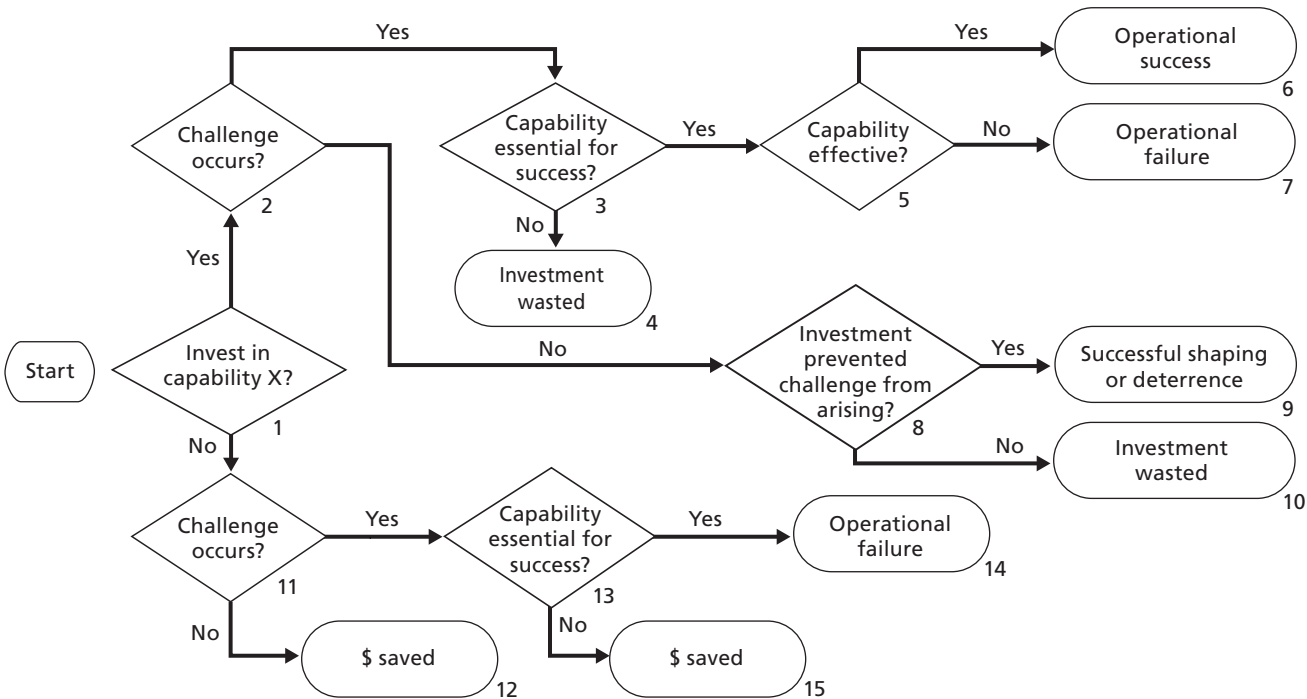 Yes
Challenge
occurs?
2
Capability
essential for
success?
3
Yes
Capability
effective?
5
Yes
Operational
success
6
No
Operational
failure
7
No
Investment
wasted
4
Yes
Start
Invest in
capability X?
1
No
Investment
prevented
challenge from
arising?
8
Yes
Successful shaping
or deterrence
9
No
Investment
wasted
10
No
Challenge
occurs?
11
Yes
Capability
essential for
success?
13
Yes
Operational
failure
14
No
$ saved
12
No
$ saved
15